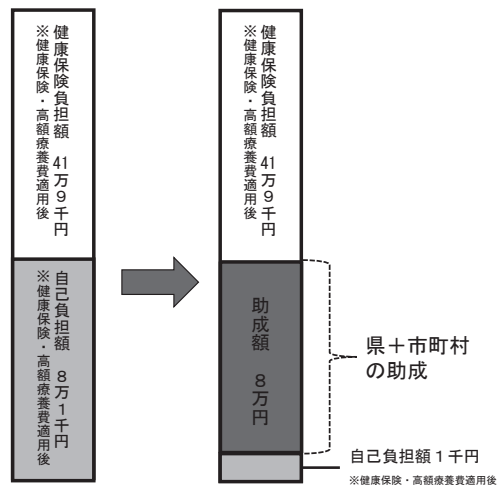 健康保険負担額 41万9千円
※健康保険・高額療養費適用後
自己負担額 8万1千円
※健康保険・高額療養費適用後
健康保険負担額 41万9千円
※健康保険・高額療養費適用後
助成額 8万円
県＋市町村
の助成
自己負担額１千円
※健康保険・高額療養費適用後